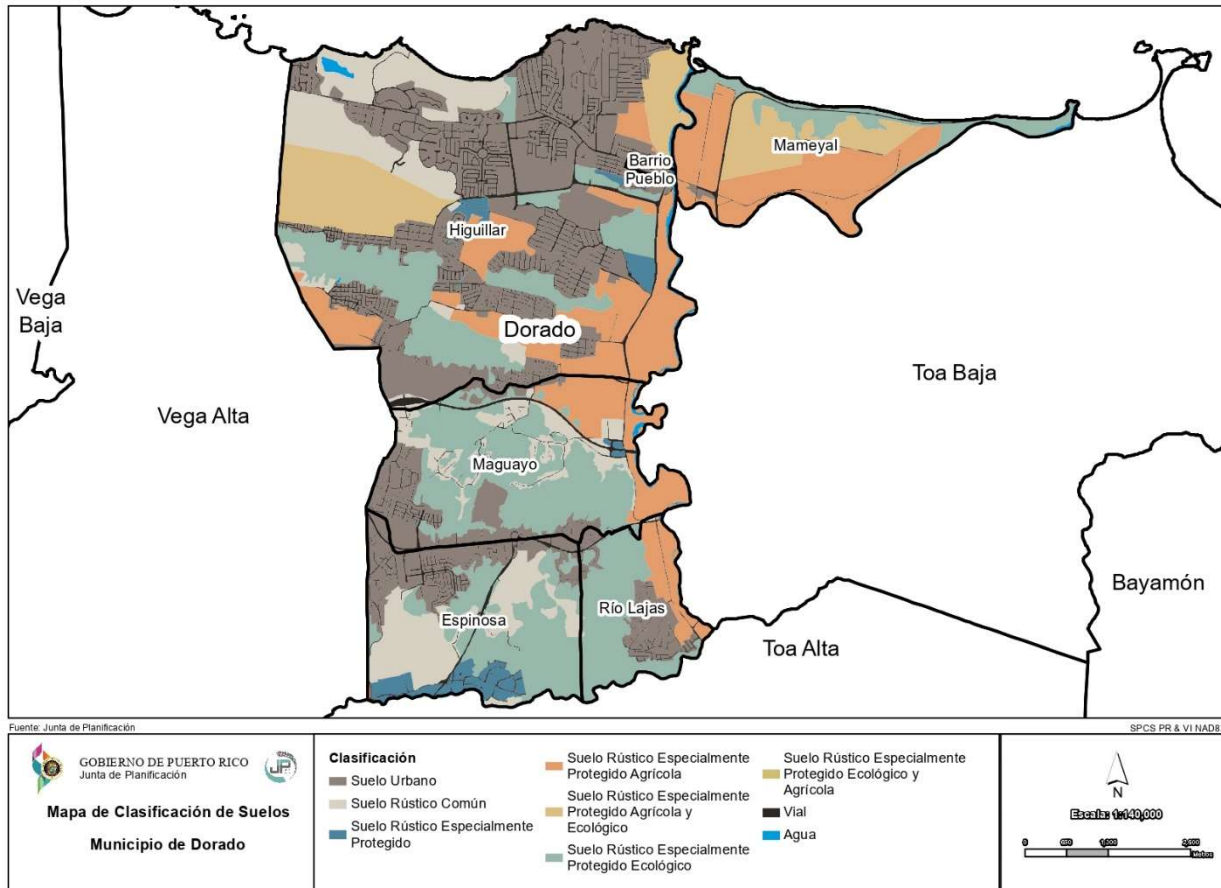 Barrio
Pueblo
Mameyal
Higuillar
Vega
Baja
Dorado
Toa Baja
Vega Alta
Maguayo
Bayamón
Espinosa
Río Lajas
Toa Alta
Fuente: Junta de Planificación
SPCS PR & VI NAD83
GOBIERNO DE PUERTO RICO
Junta de Planificación
JP
Mapa de Clasificación de Suelos
Municipio de Dorado
Clasificación
Suelo Urbano
Suelo Rústico Común
Suelo Rústico Especialmente
Protegido
Suelo Rústico Especialmente
Protegido Agrícola
Suelo Rústico Especialmente
Protegido Agrícola y
Ecológico
Suelo Rústico Especialmente
Protegido Ecológico
Suelo Rústico Especialmente
Protegido Ecológico y
Agrícola
Vial
Agua
N
Escala: 1:140,000
0
Metros